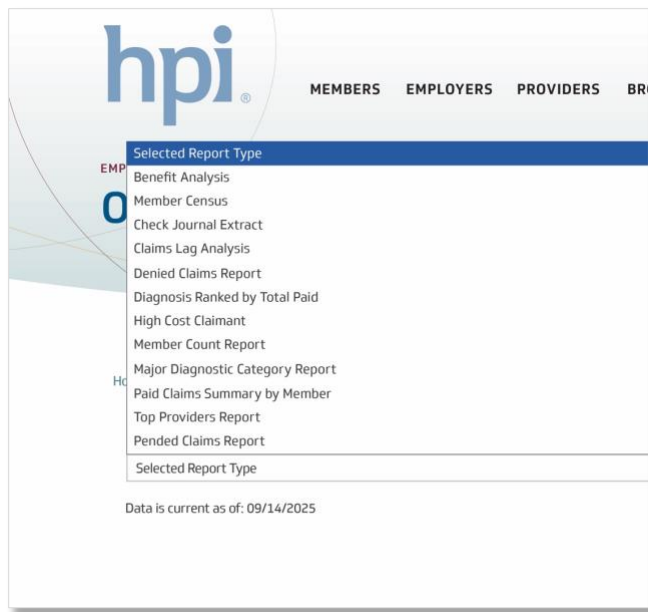 hpi®
MEMBERS EMPLOYERS PROVIDERS BRO
EMP
O
Selected Report Type
Benefit Analysis
Member Census
Check Journal Extract
Claims Lag Analysis
Denied Claims Report
Diagnosis Ranked by Total Paid
High Cost Claimant
Member Count Report
Major Diagnostic Category Report
Ho
Paid Claims Summary by Member
Top Providers Report
Pended Claims Report
Selected Report Type
Data is current as of: 09/14/2025